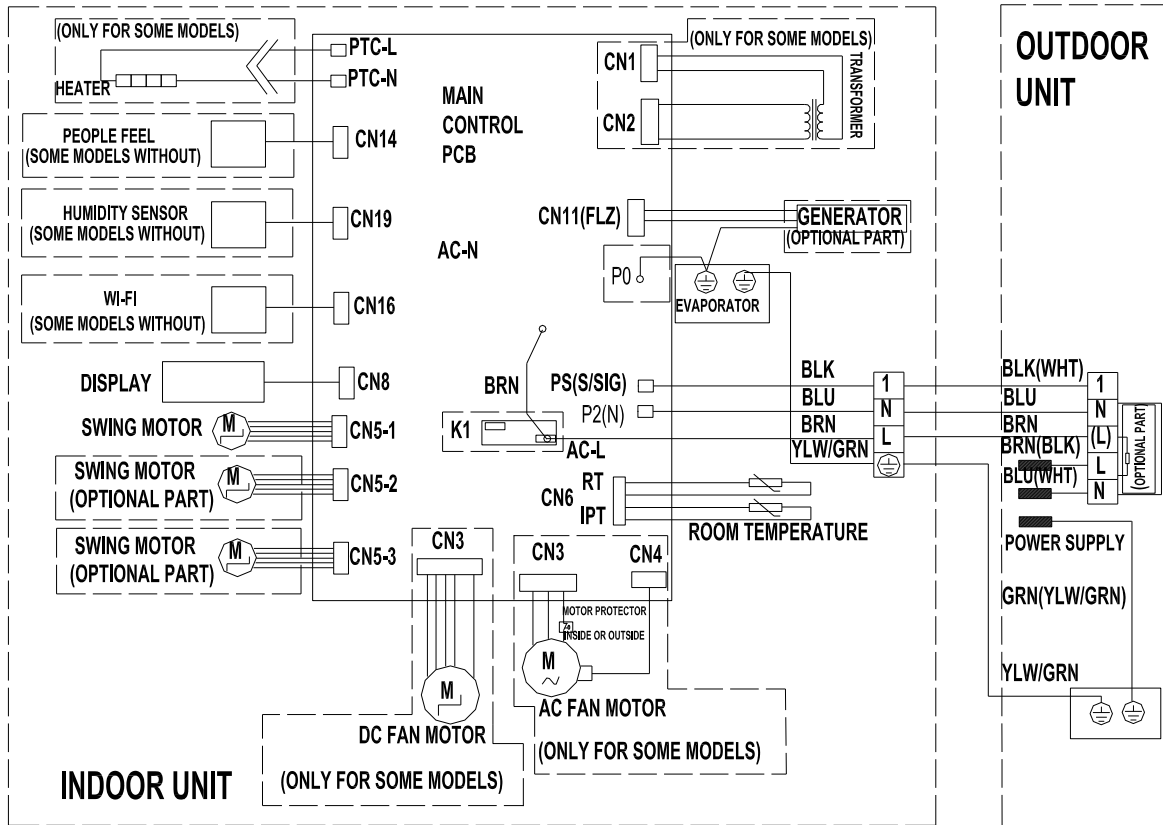 (ONLY FOR SOME MODELS)
HEATER
PTC-L
PTC-N
PEOPLE FEEL
(SOME MODELS WITHOUT)
CN14
HUMIDITY SENSOR
(SOME MODELS WITHOUT)
CN19
WI-FI
(SOME MODELS WITHOUT)
CN16
DISPLAY
CN8
SWING MOTOR
M
CN5-1
SWING MOTOR
(OPTIONAL PART)
M
CN5-2
SWING MOTOR
(OPTIONAL PART)
M
CN5-3
MAIN
CONTROL
PCB
AC-N
BRN
K1
AC-L
(ONLY FOR SOME MODELS)
CN1
CN2
TRANSFORMER
CN11(FLZ)
GENERATOR
(OPTIONAL PART)
P0
EVAPORATOR
PS(S/SIG)
P2(N)
BLK
BLU
BRN
YLW/GRN
1
N
L
RT
CN6
IPT
ROOM TEMPERATURE
CN3
M
DC FAN MOTOR
(ONLY FOR SOME MODELS)
CN3
CN4
MOTOR PROTECTOR
INSIDE OR OUTSIDE
M
AC FAN MOTOR
(ONLY FOR SOME MODELS)
INDOOR UNIT
OUTDOOR
UNIT
BLK(WHT)
BLU
BRN
BRN(BLK)
BLU(WHT)
1
N
(L)
L
N
(OPTIONAL PART)
POWER SUPPLY
GRN(YLW/GRN)
YLW/GRN